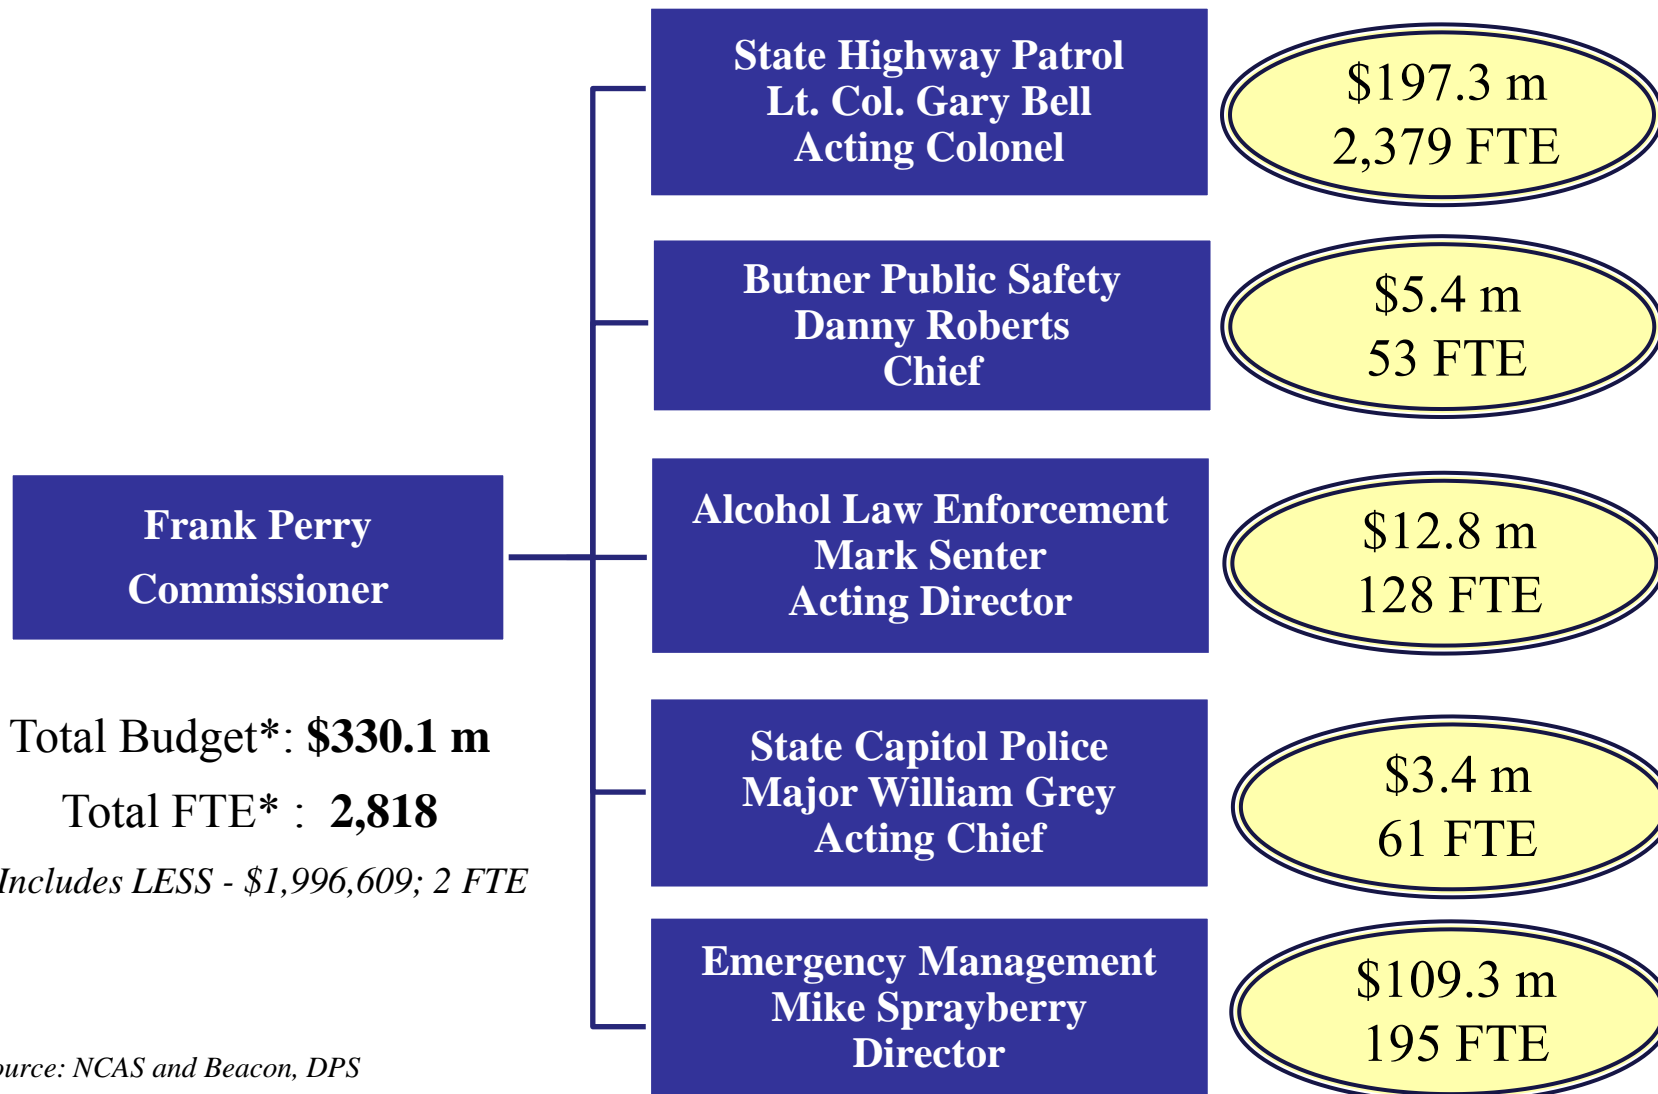 State Highway Patrol
Lt. Col. Gary Bell
Acting Colonel
$197.3 m
2,379 FTE
Butner Public Safety
Danny Roberts
Chief
$5.4 m
53 FTE
Frank Perry
Commissioner
Alcohol Law Enforcement
Mark Senter
Acting Director
$12.8 m
128 FTE
Total Budget*: $330.1 m
Total FTE* : 2,818
Includes LESS - $1,996,609; 2 FTE
State Capitol Police
Major William Grey
Acting Chief
$3.4 m
61 FTE
Emergency Management
Mike Sprayberry
Director
$109.3 m
195 FTE
ource: NCAS and Beacon, DPS